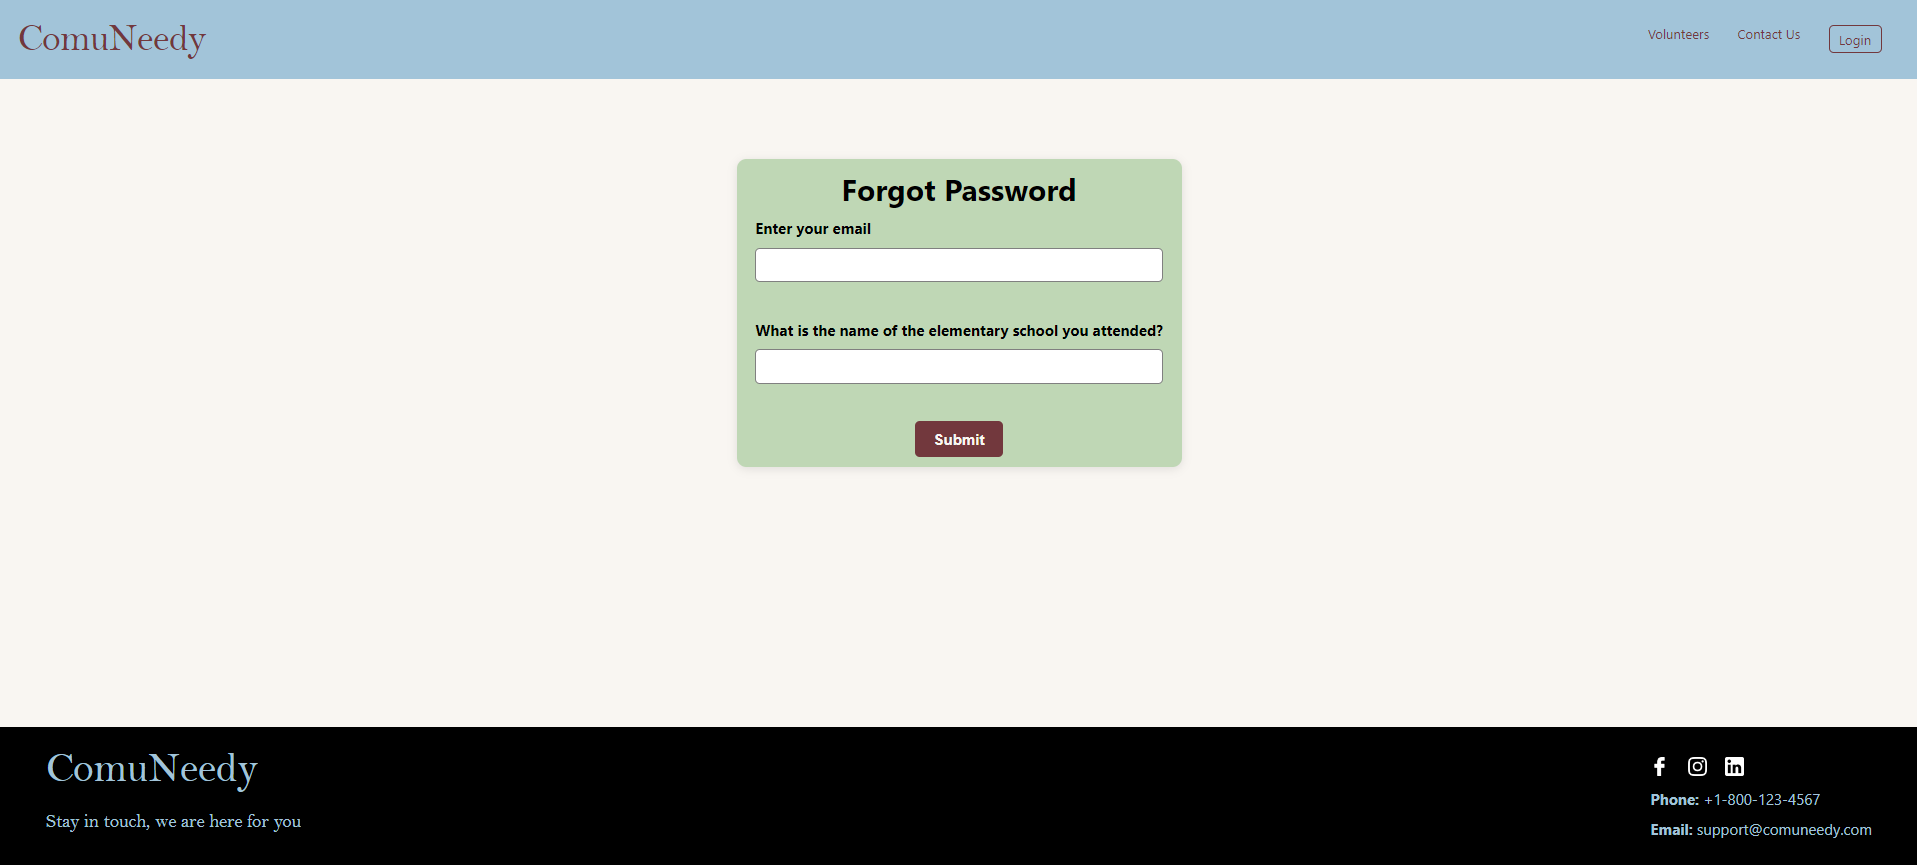 ComuNeedy
Volunteers
Contact Us
Login
Forgot Password
Enter your email
What is the name of the elementary school you attended?
Submit
ComuNeedy
Stay in touch, we are here for you
Phone: +1-800-123-4567
Email: support@comuneedy.com